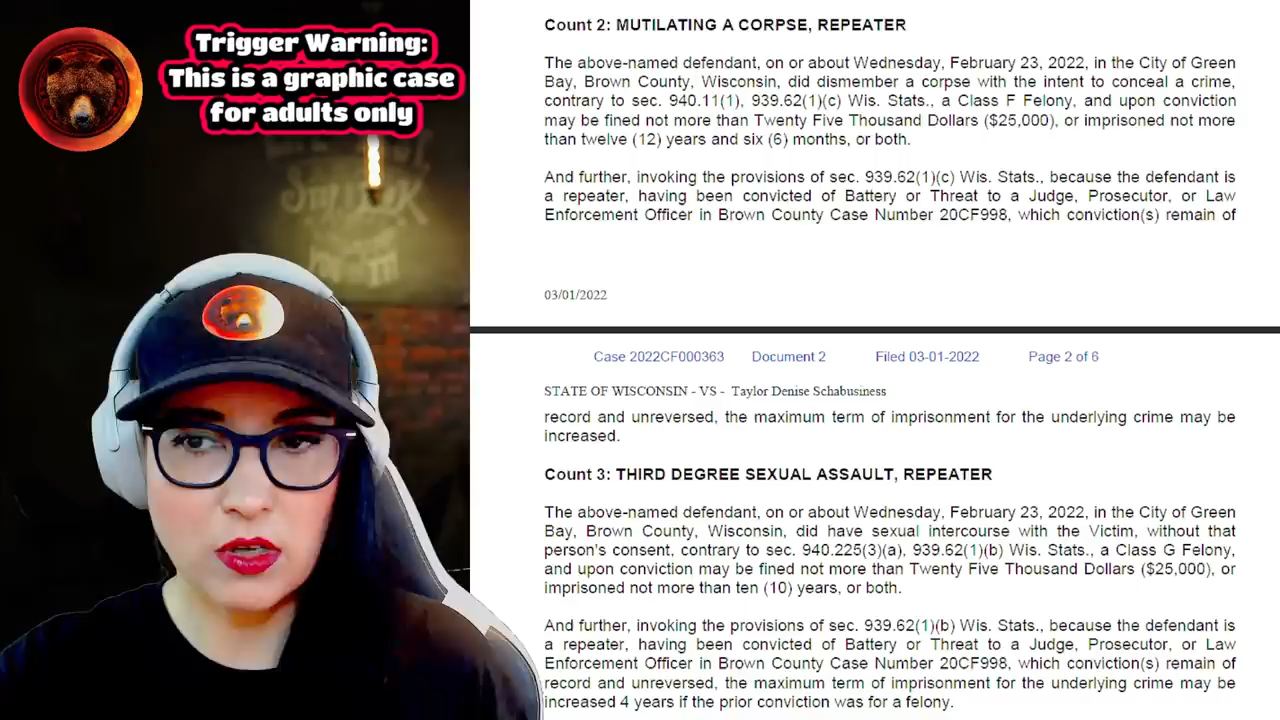 Trigger Warning:
This is a graphic case
for adults only
Count 2: MUTILATING A CORPSE, REPEATER
The above-named defendant, on or about Wednesday, February 23, 2022, in the City of Green
Bay, Brown County, Wisconsin, did dismember a corpse with the intent to conceal a crime,
contrary to sec. 940.11(1), 939.62(1)(c) Wis. Stats., a Class F Felony, and upon conviction
may be fined not more than Twenty Five Thousand Dollars ($25,000), or imprisoned not more
than twelve (12) years and six (6) months, or both.
And further, invoking the provisions of sec. 939.62(1)(c) Wis. Stats., because the defendant is
a repeater, having been convicted of Battery or Threat to a Judge, Prosecutor, or Law
Enforcement Officer in Brown County Case Number 20CF998, which conviction(s) remain of
03/01/2022
Case 2022CF000363 Document 2 Filed 03-01-2022 Page 2 of 6
STATE OF WISCONSIN - VS - Taylor Denise Schabusiness
record and unreversed, the maximum term of imprisonment for the underlying crime may be
increased.
Count 3: THIRD DEGREE SEXUAL ASSAULT, REPEATER
The above-named defendant, on or about Wednesday, February 23, 2022, in the City of Green
Bay, Brown County, Wisconsin, did have sexual intercourse with the Victim, without that
person's consent, contrary to sec. 940.225(3)(a), 939.62(1)(b) Wis. Stats., a Class G Felony,
and upon conviction may be fined not more than Twenty Five Thousand Dollars ($25,000), or
imprisoned not more than ten (10) years, or both.
And further, invoking the provisions of sec. 939.62(1)(b) Wis. Stats., because the defendant is
a repeater, having been convicted of Battery or Threat to a Judge, Prosecutor, or Law
Enforcement Officer in Brown County Case Number 20CF998, which conviction(s) remain of
record and unreversed, the maximum term of imprisonment for the underlying crime may be
increased 4 years if the prior conviction was for a felony.